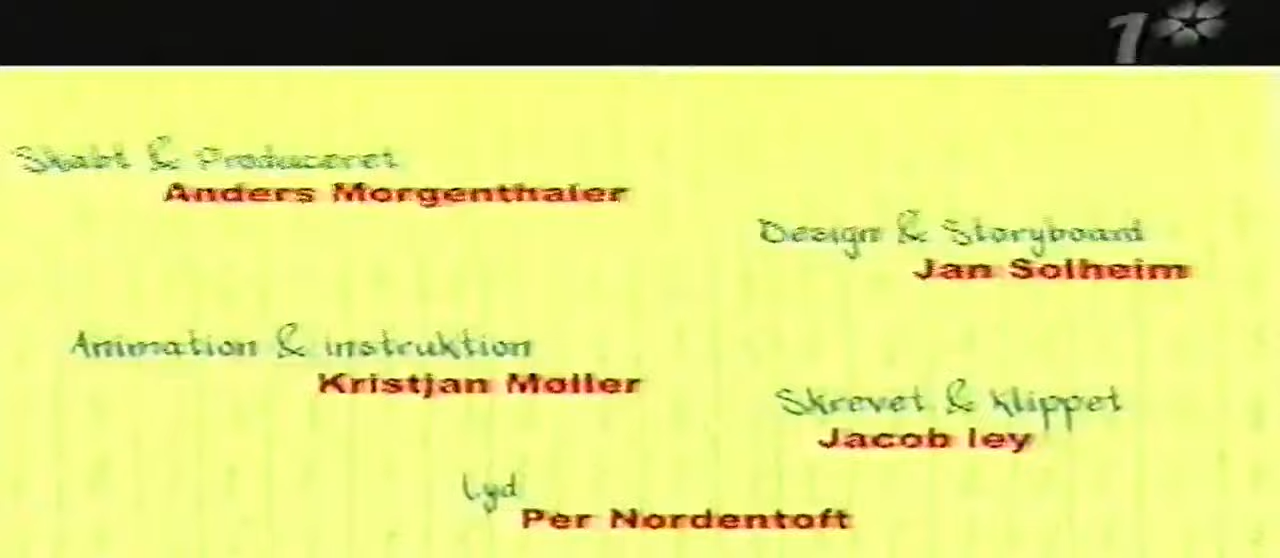 1
Skabt & Produceret
Anders Morgenthaler
Design & Storyboard
Jan Solheim
Animation & instruktion
Kristjan Møller
Skrevet & klippet
Jacob ley
Lyd
Per Nordentoft